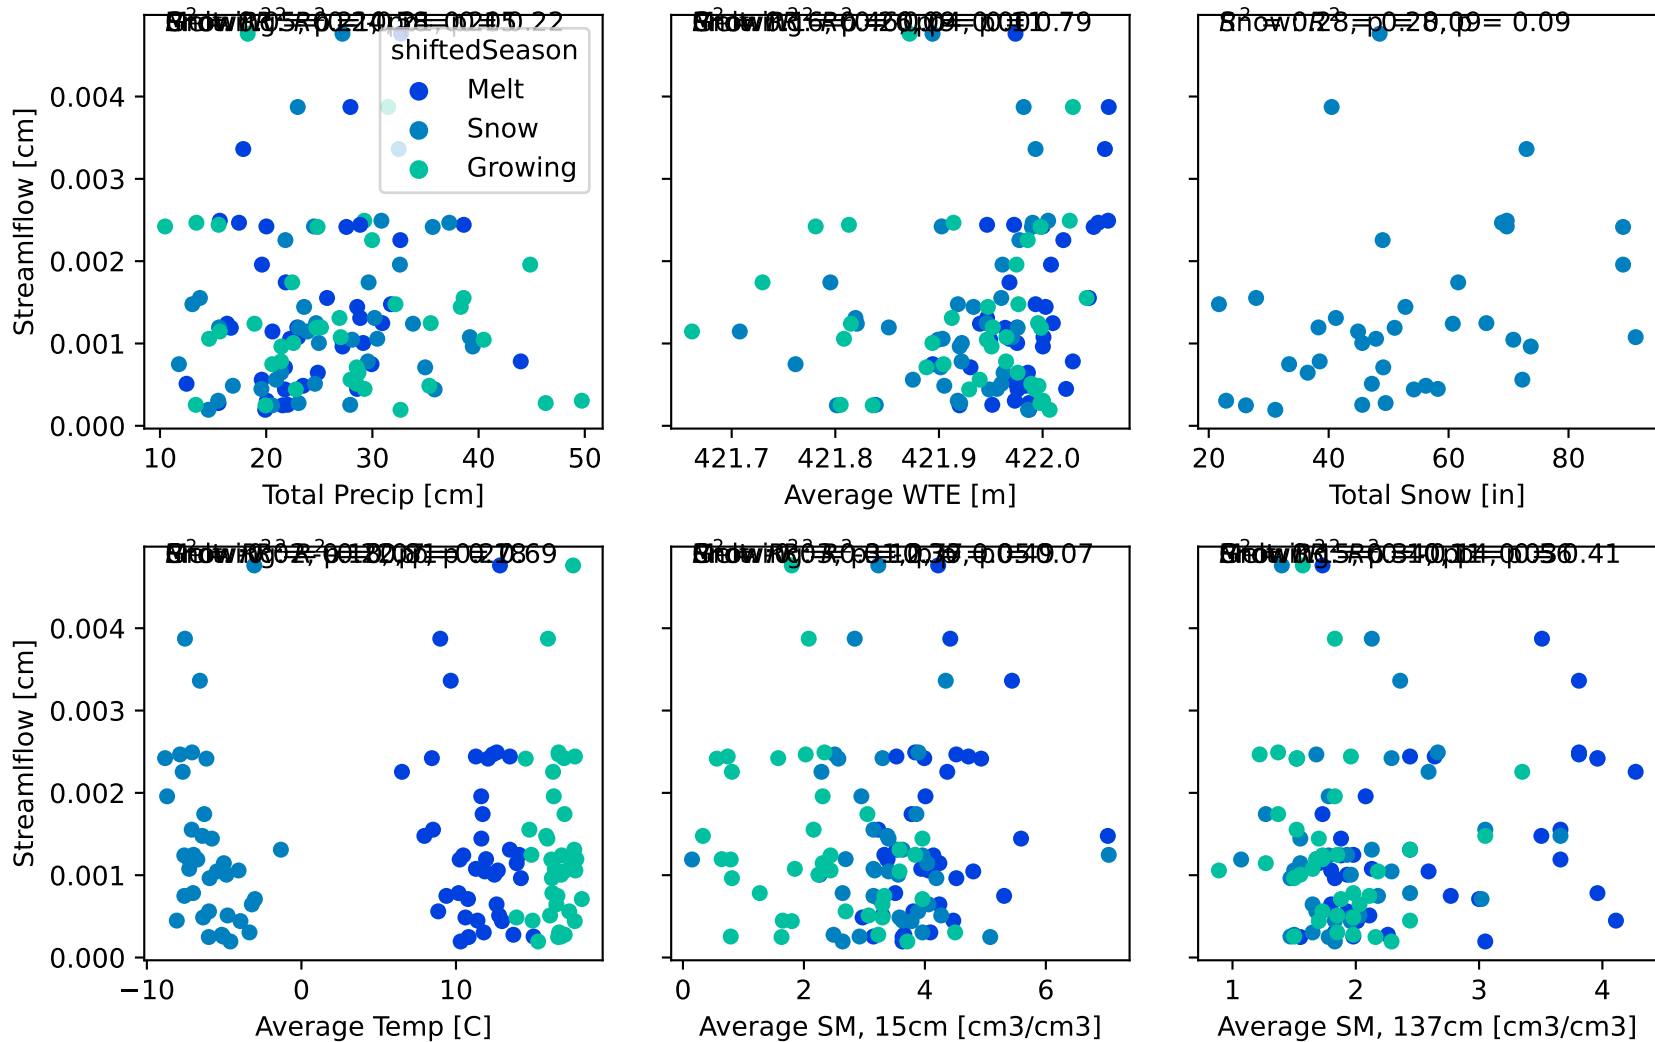 shiftedSeason
Melt
Snow
Growing
Streamlflow [cm]
0.004
0.003
0.002
0.001
0.000
10 20 30 40 50
Total Precip [cm]
421.7 421.8 421.9 422.0
Average WTE [m]
20 40 60 80
Total Snow [in]
Streamlflow [cm]
0.004
0.003
0.002
0.001
0.000
−10 0 10
Average Temp [C]
0 2 4 6
Average SM, 15cm [cm3/cm3]
1 2 3 4
Average SM, 137cm [cm3/cm3]